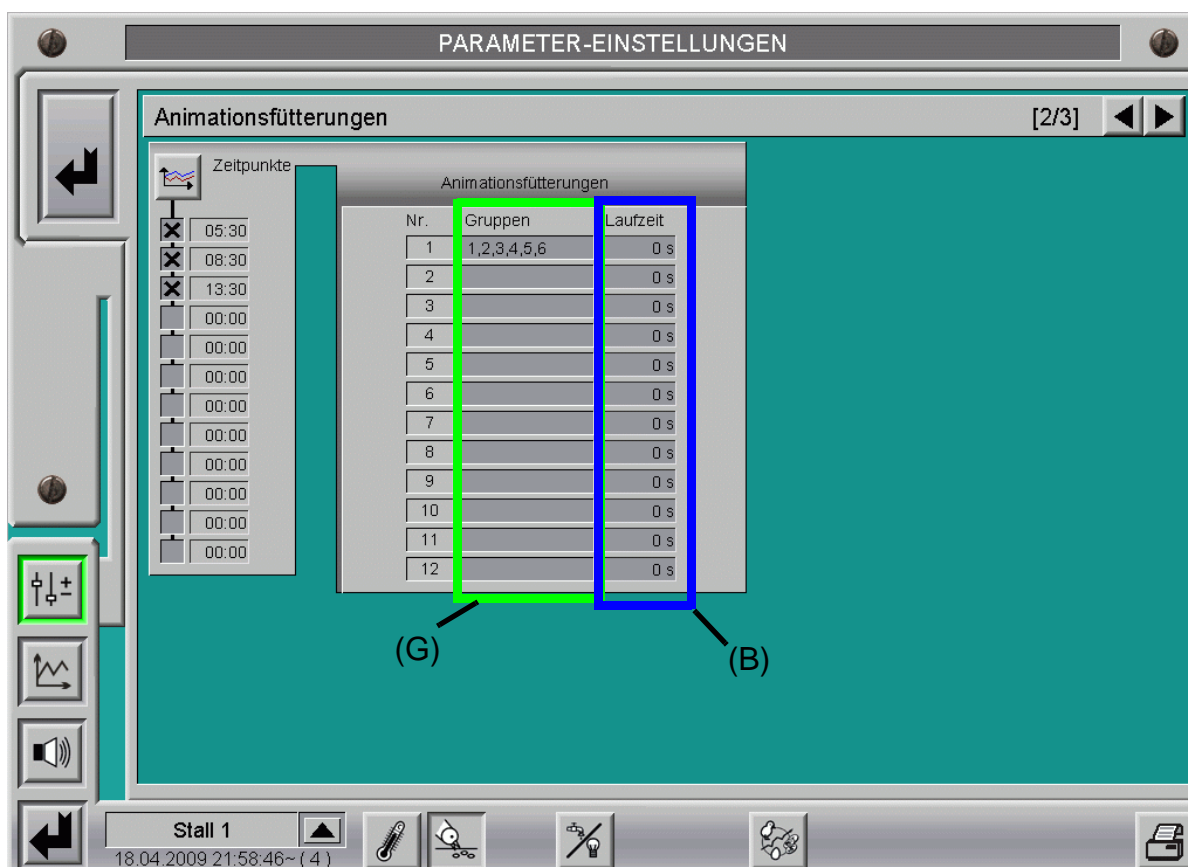 PARAMETER-EINSTELLUNGEN
Animationsfütterungen [2/3]
Zeitpunkte
05:30
08:30
13:30
00:00
00:00
00:00
00:00
00:00
00:00
00:00
00:00
00:00
Animationsfütterungen
Nr. Gruppen Laufzeit
1 1,2,3,4,5,6 0 s
2 0 s
3 0 s
4 0 s
5 0 s
6 0 s
7 0 s
8 0 s
9 0 s
10 0 s
11 0 s
12 0 s
(G) (B)
Stall 1
18.04.2009 21:58:46~ ( 4 )